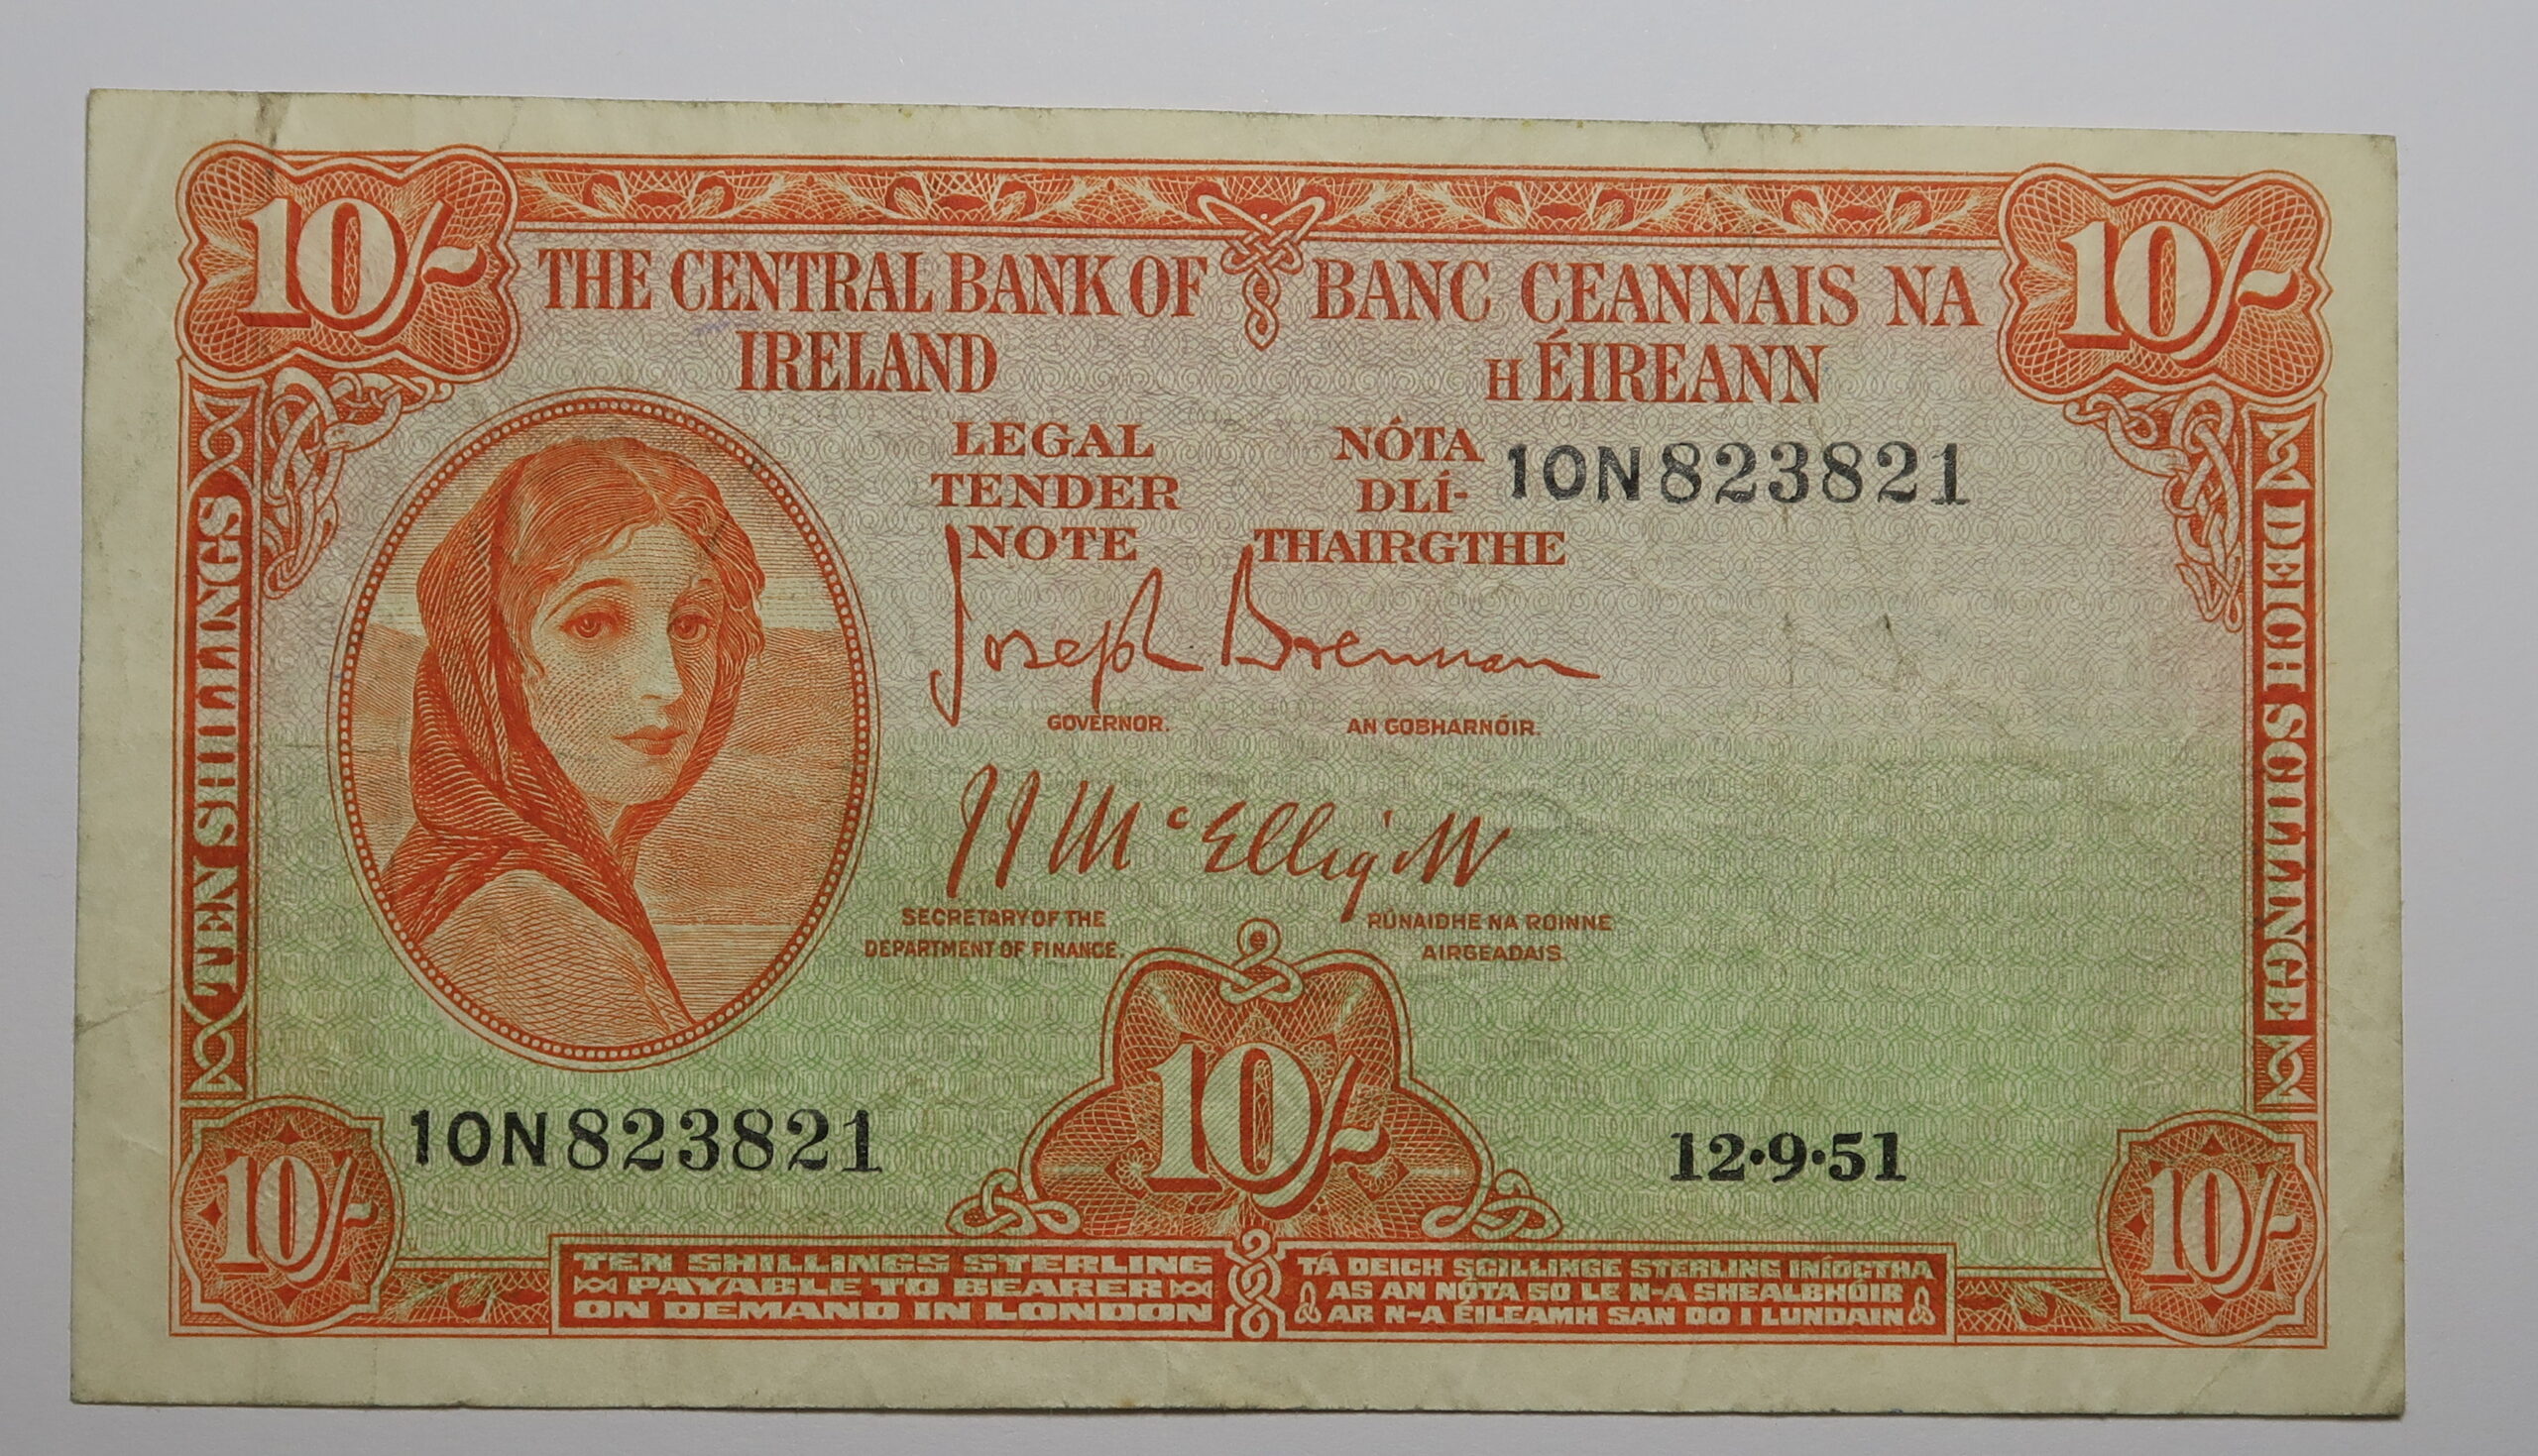 10/-
10/-
THE CENTRAL BANK OF
IRELAND
BANC CEANNAIS NA
hÉIREANN
LEGAL
TENDER
NOTE
NÓTA
DLÍ-
THAIRGTHE
10N 823821
Joseph Brennan
GOVERNOR.
AN GOBHARNÓIR.
J J McElligott
SECRETARY OF THE
DEPARTMENT OF FINANCE.
RÚNAIDHE NA ROINNE
AIRGEADAIS.
TEN SHILLINGS
DEICH SCILLINGE
10N 823821
10/-
12·9·51
10/-
10/-
TEN SHILLINGS STERLING
PAYABLE TO BEARER
ON DEMAND IN LONDON
TÁ DEICH SCILLINGE STERLING INÍOCTHA
AS AN NÓTA SO LE N-A SHEALBHÓIR
AR N-A ÉILEAMH SAN DO I LUNDAIN